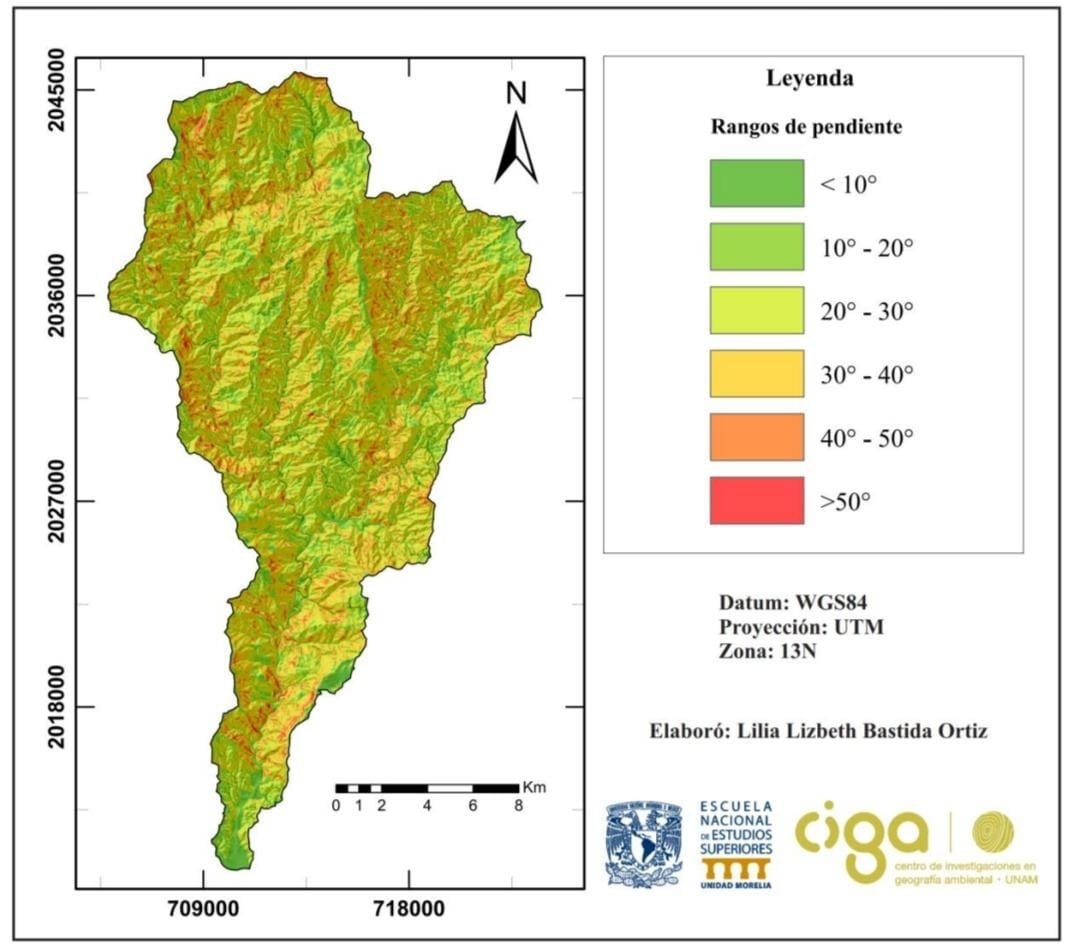 2045000
2036000
2027000
2018000
709000
718000
N
Km
0 1 2 4 6 8
Leyenda
Rangos de pendiente
< 10°
10° - 20°
20° - 30°
30° - 40°
40° - 50°
>50°
Datum: WGS84
Proyección: UTM
Zona: 13N
Elaboró: Lilia Lizbeth Bastida Ortiz
ESCUELA
NACIONAL
DE ESTUDIOS
SUPERIORES
UNIDAD MORELIA
ciga
centro de investigaciones en
geografía ambiental · UNAM